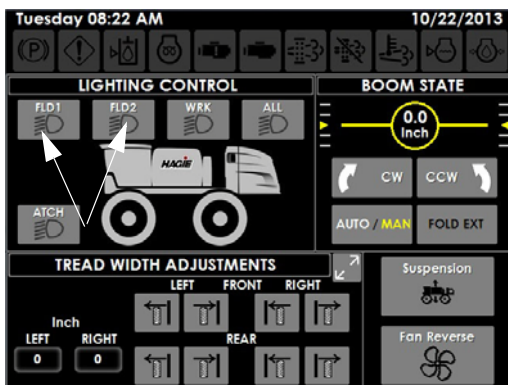 Tuesday 08:22 AM 10/22/2013
LIGHTING CONTROL
FLD1 FLD2 WRK ALL
HAGIE
ATCH
BOOM STATE
0.0
Inch
CW CCW
AUTO / MAN FOLD EXT
TREAD WIDTH ADJUSTMENTS
LEFT FRONT RIGHT
Inch
LEFT RIGHT
0 0
REAR
Suspension
Fan Reverse